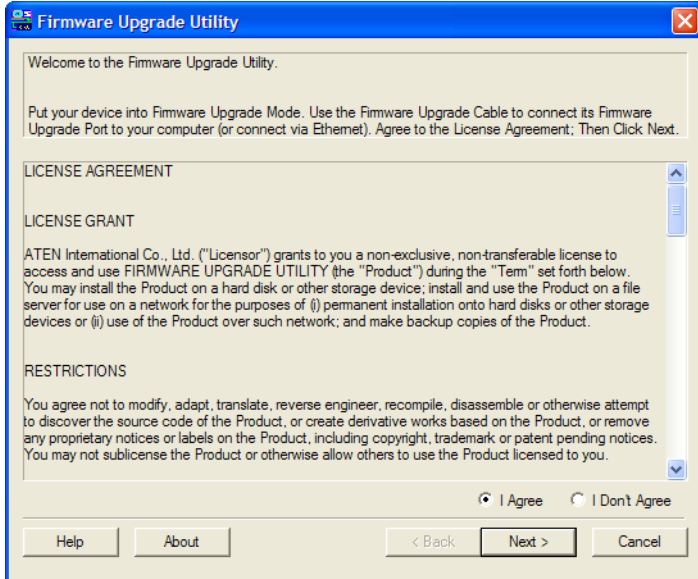 Firmware Upgrade Utility
Welcome to the Firmware Upgrade Utility.
Put your device into Firmware Upgrade Mode. Use the Firmware Upgrade Cable to connect its Firmware
Upgrade Port to your computer (or connect via Ethernet). Agree to the License Agreement; Then Click Next.
LICENSE AGREEMENT
LICENSE GRANT
ATEN International Co., Ltd. ("Licensor") grants to you a non-exclusive, non-transferable license to
access and use FIRMWARE UPGRADE UTILITY (the "Product") during the "Term" set forth below.
You may install the Product on a hard disk or other storage device; install and use the Product on a file
server for use on a network for the purposes of (i) permanent installation onto hard disks or other storage
devices or (ii) use of the Product over such network; and make backup copies of the Product.
RESTRICTIONS
You agree not to modify, adapt, translate, reverse engineer, recompile, disassemble or otherwise attempt
to discover the source code of the Product, or create derivative works based on the Product, or remove
any proprietary notices or labels on the Product, including copyright, trademark or patent pending notices.
You may not sublicense the Product or otherwise allow others to use the Product licensed to you.
I Agree I Don't Agree
Help About < Back Next > Cancel